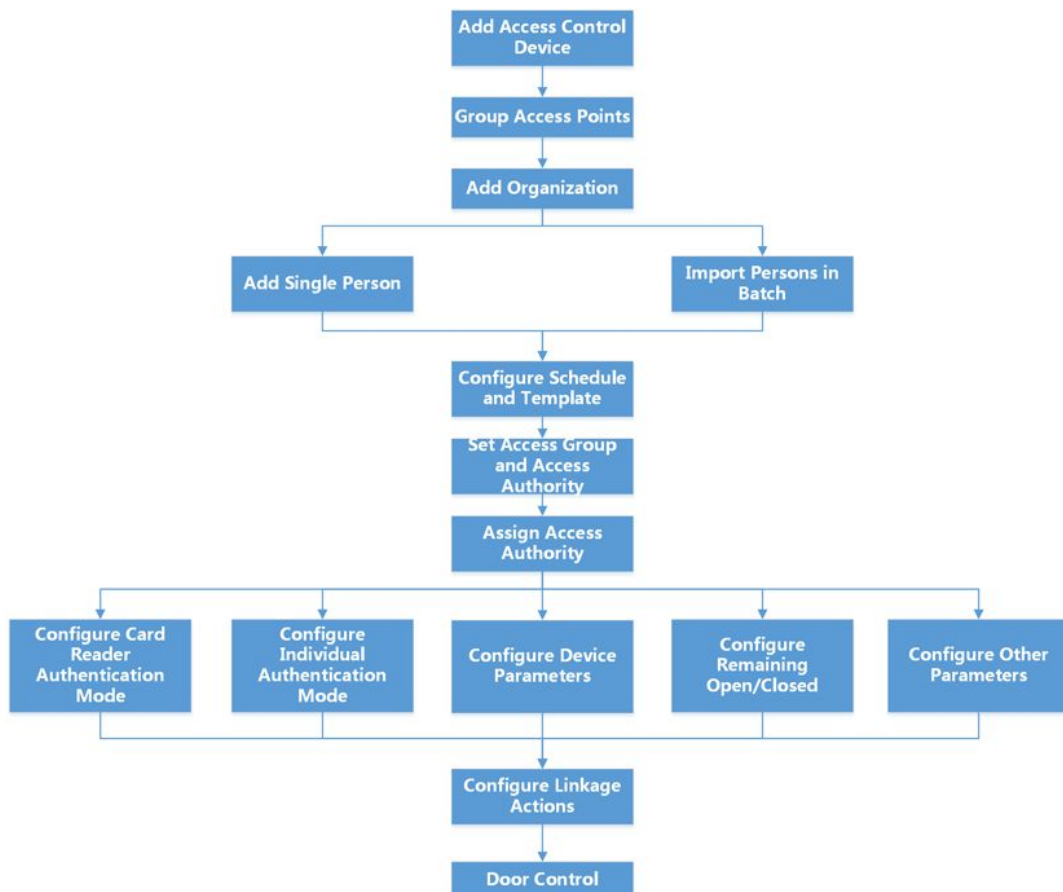 Add Access Control
Device
Group Access Points
Add Organization
Add Single Person
Import Persons in
Batch
Configure Schedule
and Template
Set Access Group
and Access
Authority
Assign Access
Authority
Configure Card
Reader
Authentication
Mode
Configure
Individual
Authentication
Mode
Configure Device
Parameters
Configure
Remaining
Open/Closed
Configure Other
Parameters
Configure Linkage
Actions
Door Control